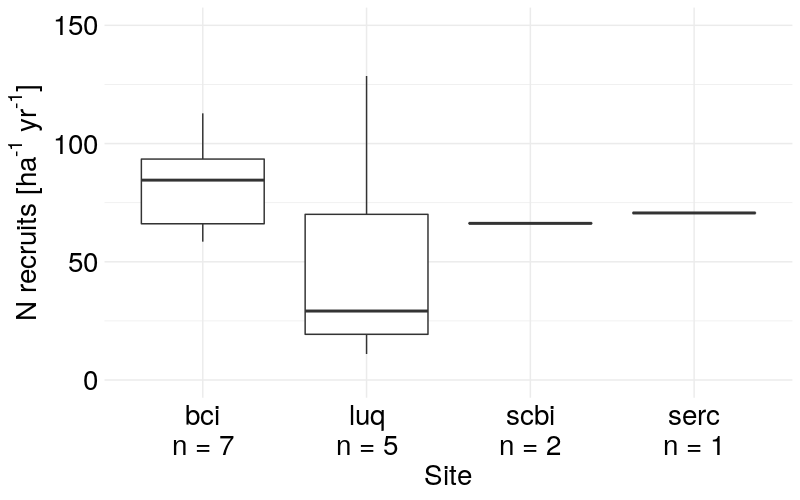 N recruits [ha⁻¹ yr⁻¹]
150
100
50
0
bci luq scbi serc
n = 7 n = 5 n = 2 n = 1
Site